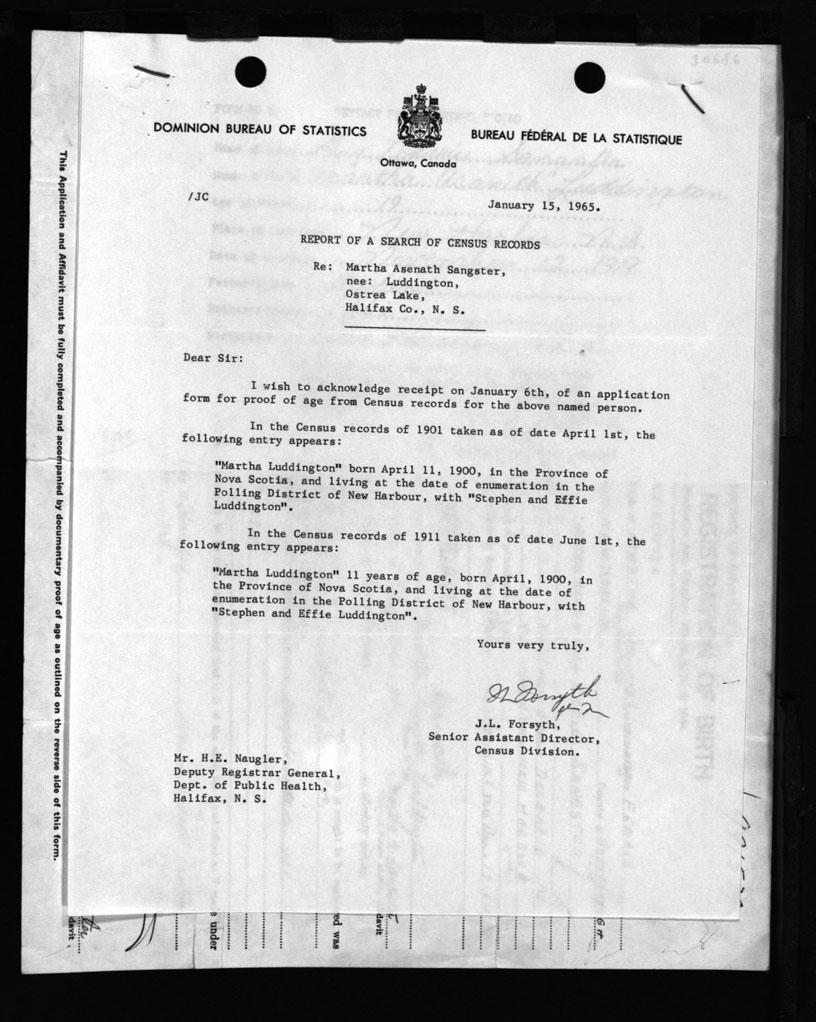 30686
DOMINION BUREAU OF STATISTICS
BUREAU FÉDÉRAL DE LA STATISTIQUE
Ottawa, Canada
/JC
January 15, 1965.
REPORT OF A SEARCH OF CENSUS RECORDS
Re: Martha Asenath Sangster,
nee: Luddington,
Ostrea Lake,
Halifax Co., N. S.
Dear Sir:
I wish to acknowledge receipt on January 6th, of an application
form for proof of age from Census records for the above named person.
In the Census records of 1901 taken as of date April 1st, the
following entry appears:
"Martha Luddington" born April 11, 1900, in the Province of
Nova Scotia, and living at the date of enumeration in the
Polling District of New Harbour, with "Stephen and Effie
Luddington".
In the Census records of 1911 taken as of date June 1st, the
following entry appears:
"Martha Luddington" 11 years of age, born April, 1900, in
the Province of Nova Scotia, and living at the date of
enumeration in the Polling District of New Harbour, with
"Stephen and Effie Luddington".
Yours very truly,
J.L. Forsyth,
Senior Assistant Director,
Census Division.
Mr. H.E. Naugler,
Deputy Registrar General,
Dept. of Public Health,
Halifax, N. S.
This Application and Affidavit must be fully completed and accompanied by documentary proof of age as outlined on the reverse side of this form.
davit
under
ed was
davit